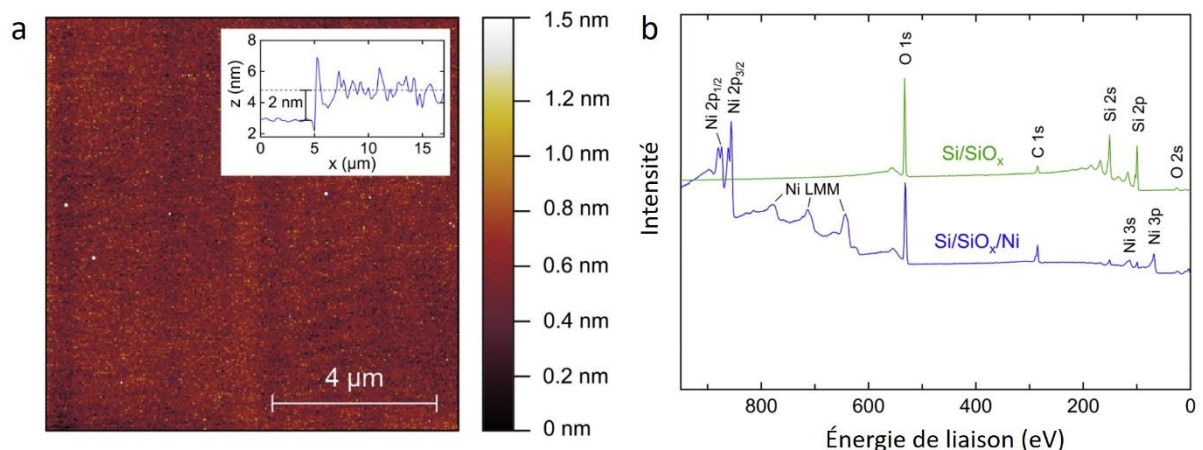 a
z (nm)
8
6
4
2
2 nm
0
5
10
15
x (µm)
4 µm
1.5 nm
1.2 nm
1.0 nm
0.8 nm
0.6 nm
0.4 nm
0.2 nm
0 nm
b
Intensité
Ni 2p1/2
Ni 2p3/2
Ni LMM
O 1s
C 1s
Si 2s
Si 2p
O 2s
Si/SiOx
Si/SiOx/Ni
Ni 3s
Ni 3p
800
600
400
200
0
Énergie de liaison (eV)